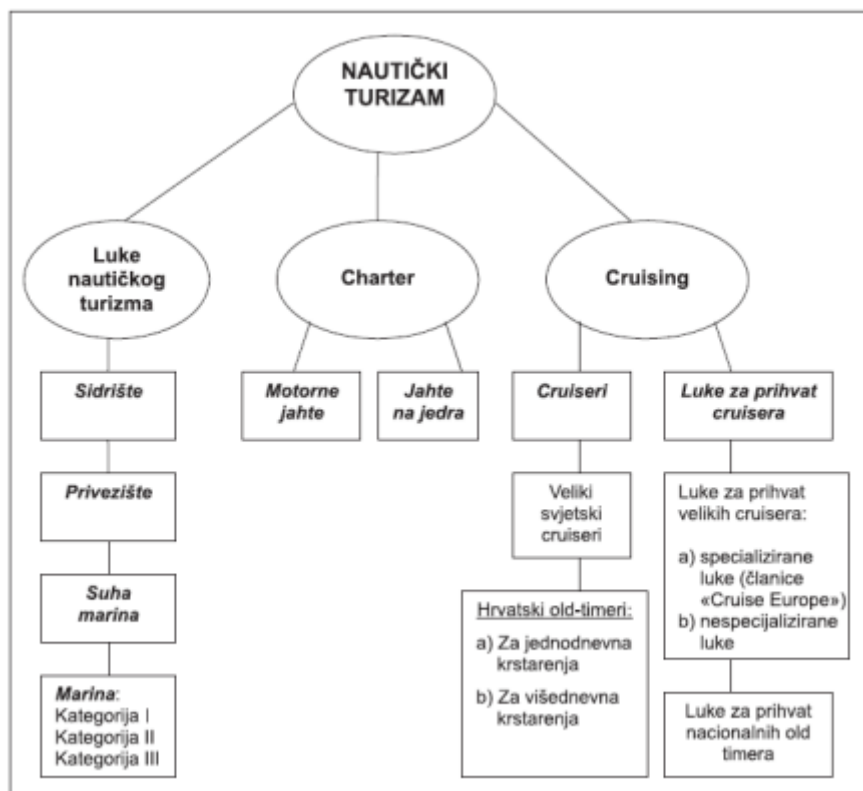 NAUTIČKI
TURIZAM
Luke
nautičkog
turizma
Charter
Cruising
Sidrište
Motorne
jahte
Jahte
na jedra
Cruiseri
Luke za prihvat
cruisera
Privezište
Veliki
svjetski
cruiseri
Luke za prihvat
velikih cruisera:
a) specializirane
luke (članice
«Cruise Europe»)
b) nespecijalizirane
luke
Suha
marina
Hrvatski old-timeri:
a) Za jednodnevna
krstarenja
b) Za višednevna
krstarenja
Marina:
Kategorija I
Kategorija II
Kategorija III
Luke za prihvat
nacionalnih old
timera